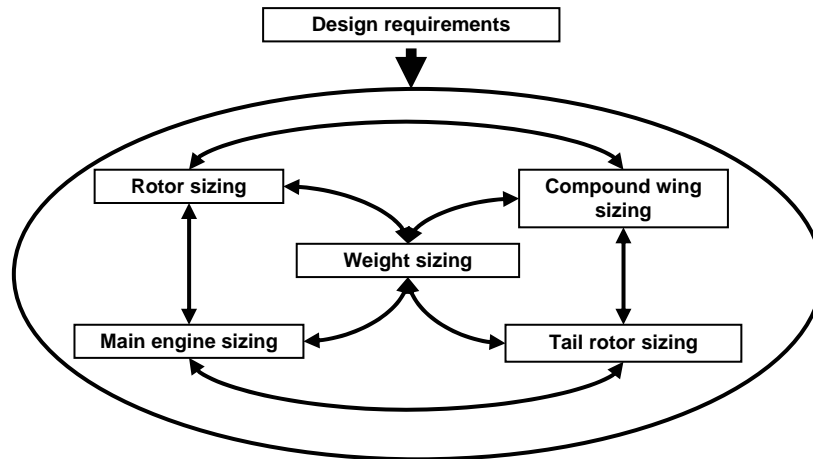 Design requirements
Rotor sizing
Compound wing
sizing
Weight sizing
Main engine sizing
Tail rotor sizing